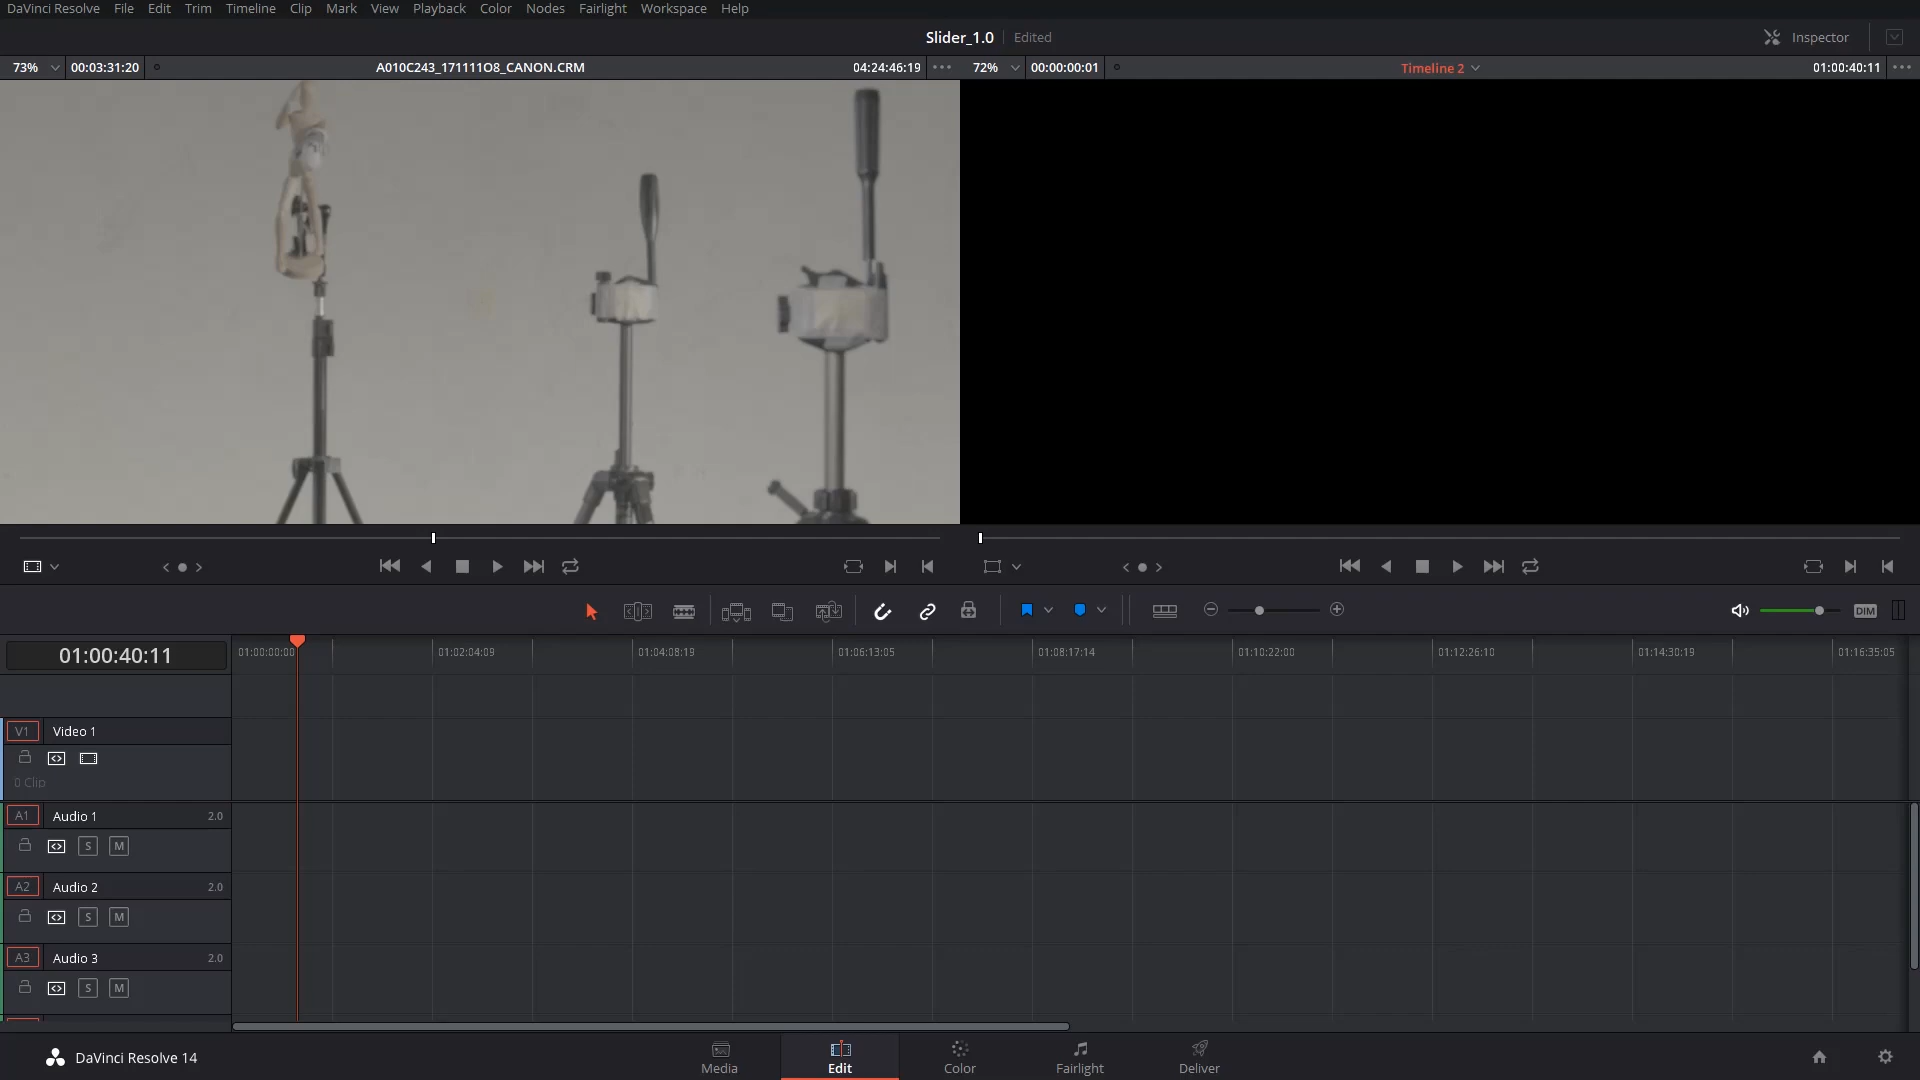 DaVinci Resolve File Edit Trim Timeline Clip Mark View Playback Color Nodes Fairlight Workspace Help
Slider_1.0 Edited Inspector
73% 00:03:31:20 A010C243_171111O8_CANON.CRM 04:24:46:19 72% 00:00:00:01 Timeline 2 01:00:40:11
DIM
01:00:40:11 01:00:00:00 01:02:04:09 01:04:08:19 01:06:13:05 01:08:17:14 01:10:22:00 01:12:26:10 01:14:30:19 01:16:35:05
V1 Video 1
0 Clip
A1 Audio 1 2.0
S M
A2 Audio 2 2.0
S M
A3 Audio 3 2.0
S M
DaVinci Resolve 14 Media Edit Color Fairlight Deliver